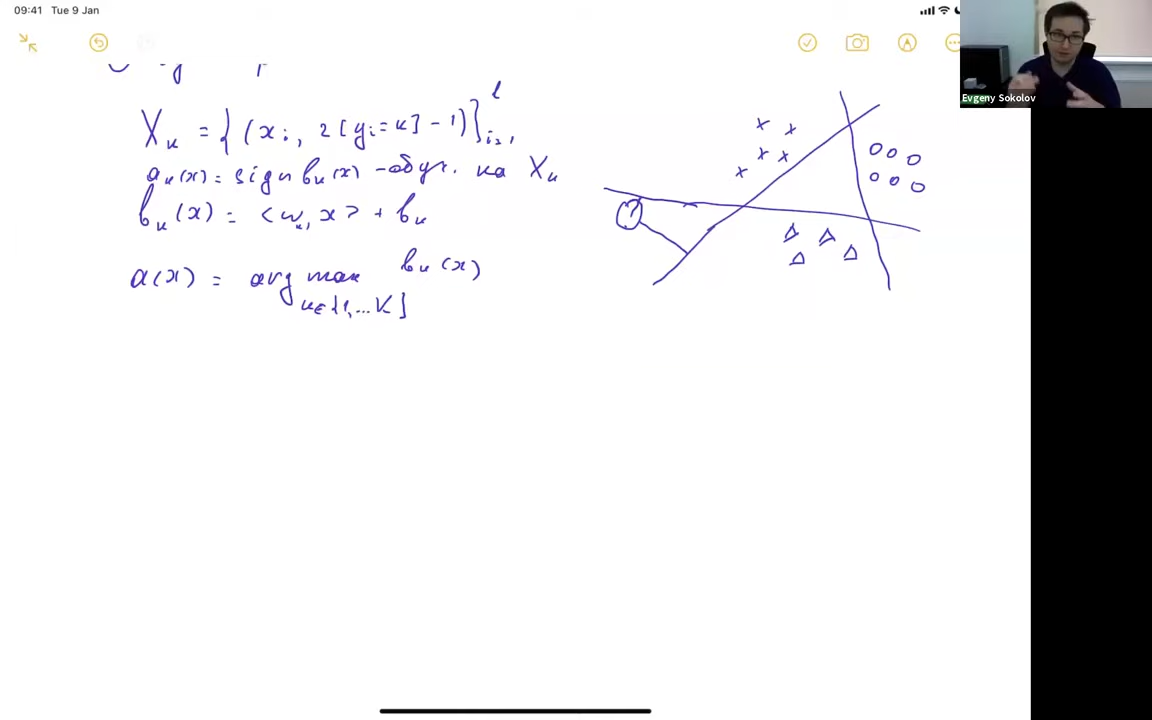 09:41 Tue 9 Jan
Evgeny Sokolov
X_k = { (x_i, 2[y_i = k] - 1) }_{i=1}^{l}
a_k(x) = sign b_k(x) - обуч. на X_k
b_k(x) = <w_k, x> + b_k
a(x) = arg max b_k(x)
k∈{1,...K}
?